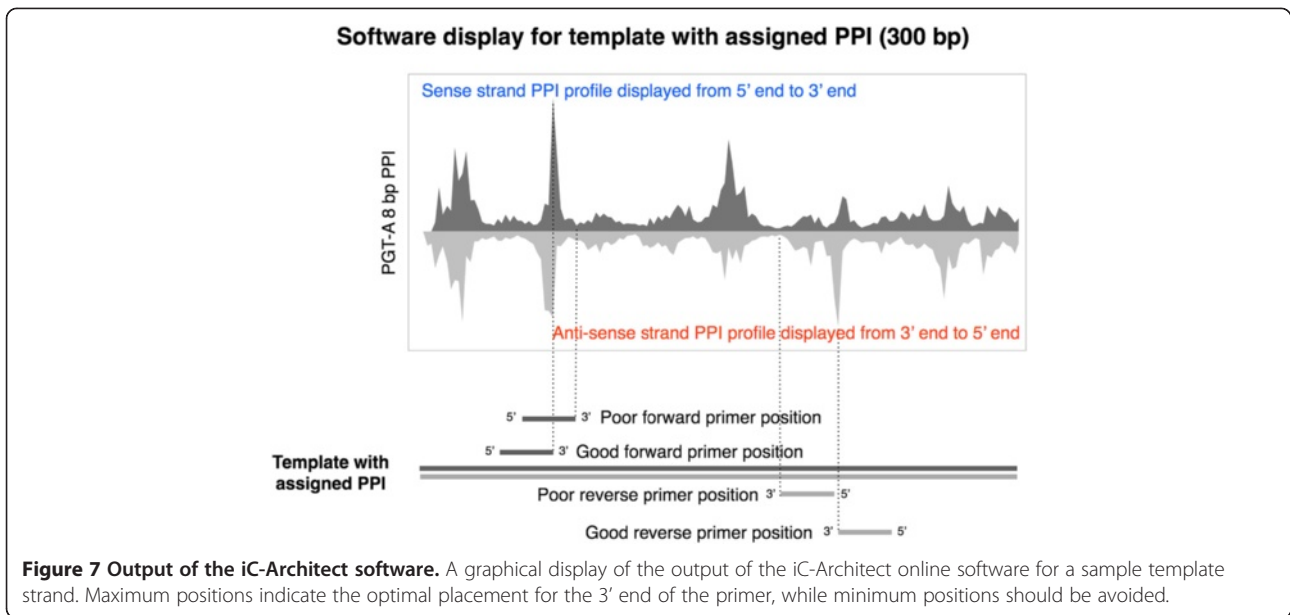 Software display for template with assigned PPI (300 bp)
Sense strand PPI profile displayed from 5’ end to 3’ end
PGT-A 8 bp PPI
Anti-sense strand PPI profile displayed from 3’ end to 5’ end
5’ 3’ Poor forward primer position
5’ 3’ Good forward primer position
Template with
assigned PPI
Poor reverse primer position 3’ 5’
Good reverse primer position 3’ 5’
Figure 7 Output of the iC-Architect software. A graphical display of the output of the iC-Architect online software for a sample template
strand. Maximum positions indicate the optimal placement for the 3’ end of the primer, while minimum positions should be avoided.